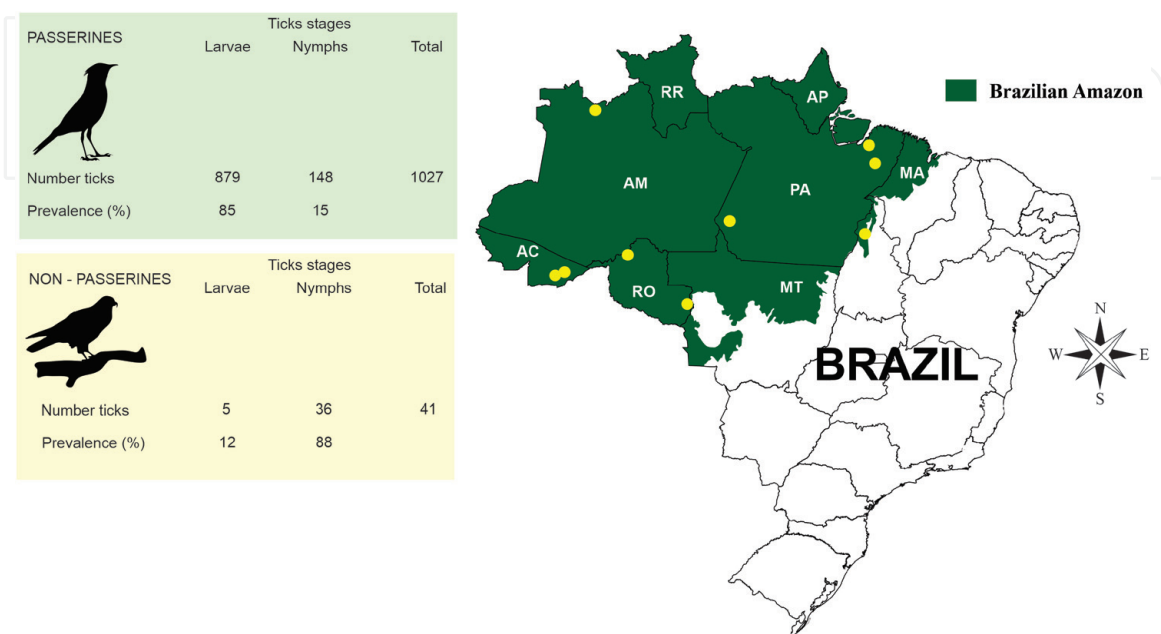 PASSERINES
Ticks stages
Larvae Nymphs Total
Number ticks 879 148 1027
Prevalence (%) 85 15
NON - PASSERINES
Ticks stages
Larvae Nymphs Total
Number ticks 5 36 41
Prevalence (%) 12 88
RR
AP
Brazilian Amazon
AM
PA
MA
AC
RO
MT
BRAZIL
N
W E
S